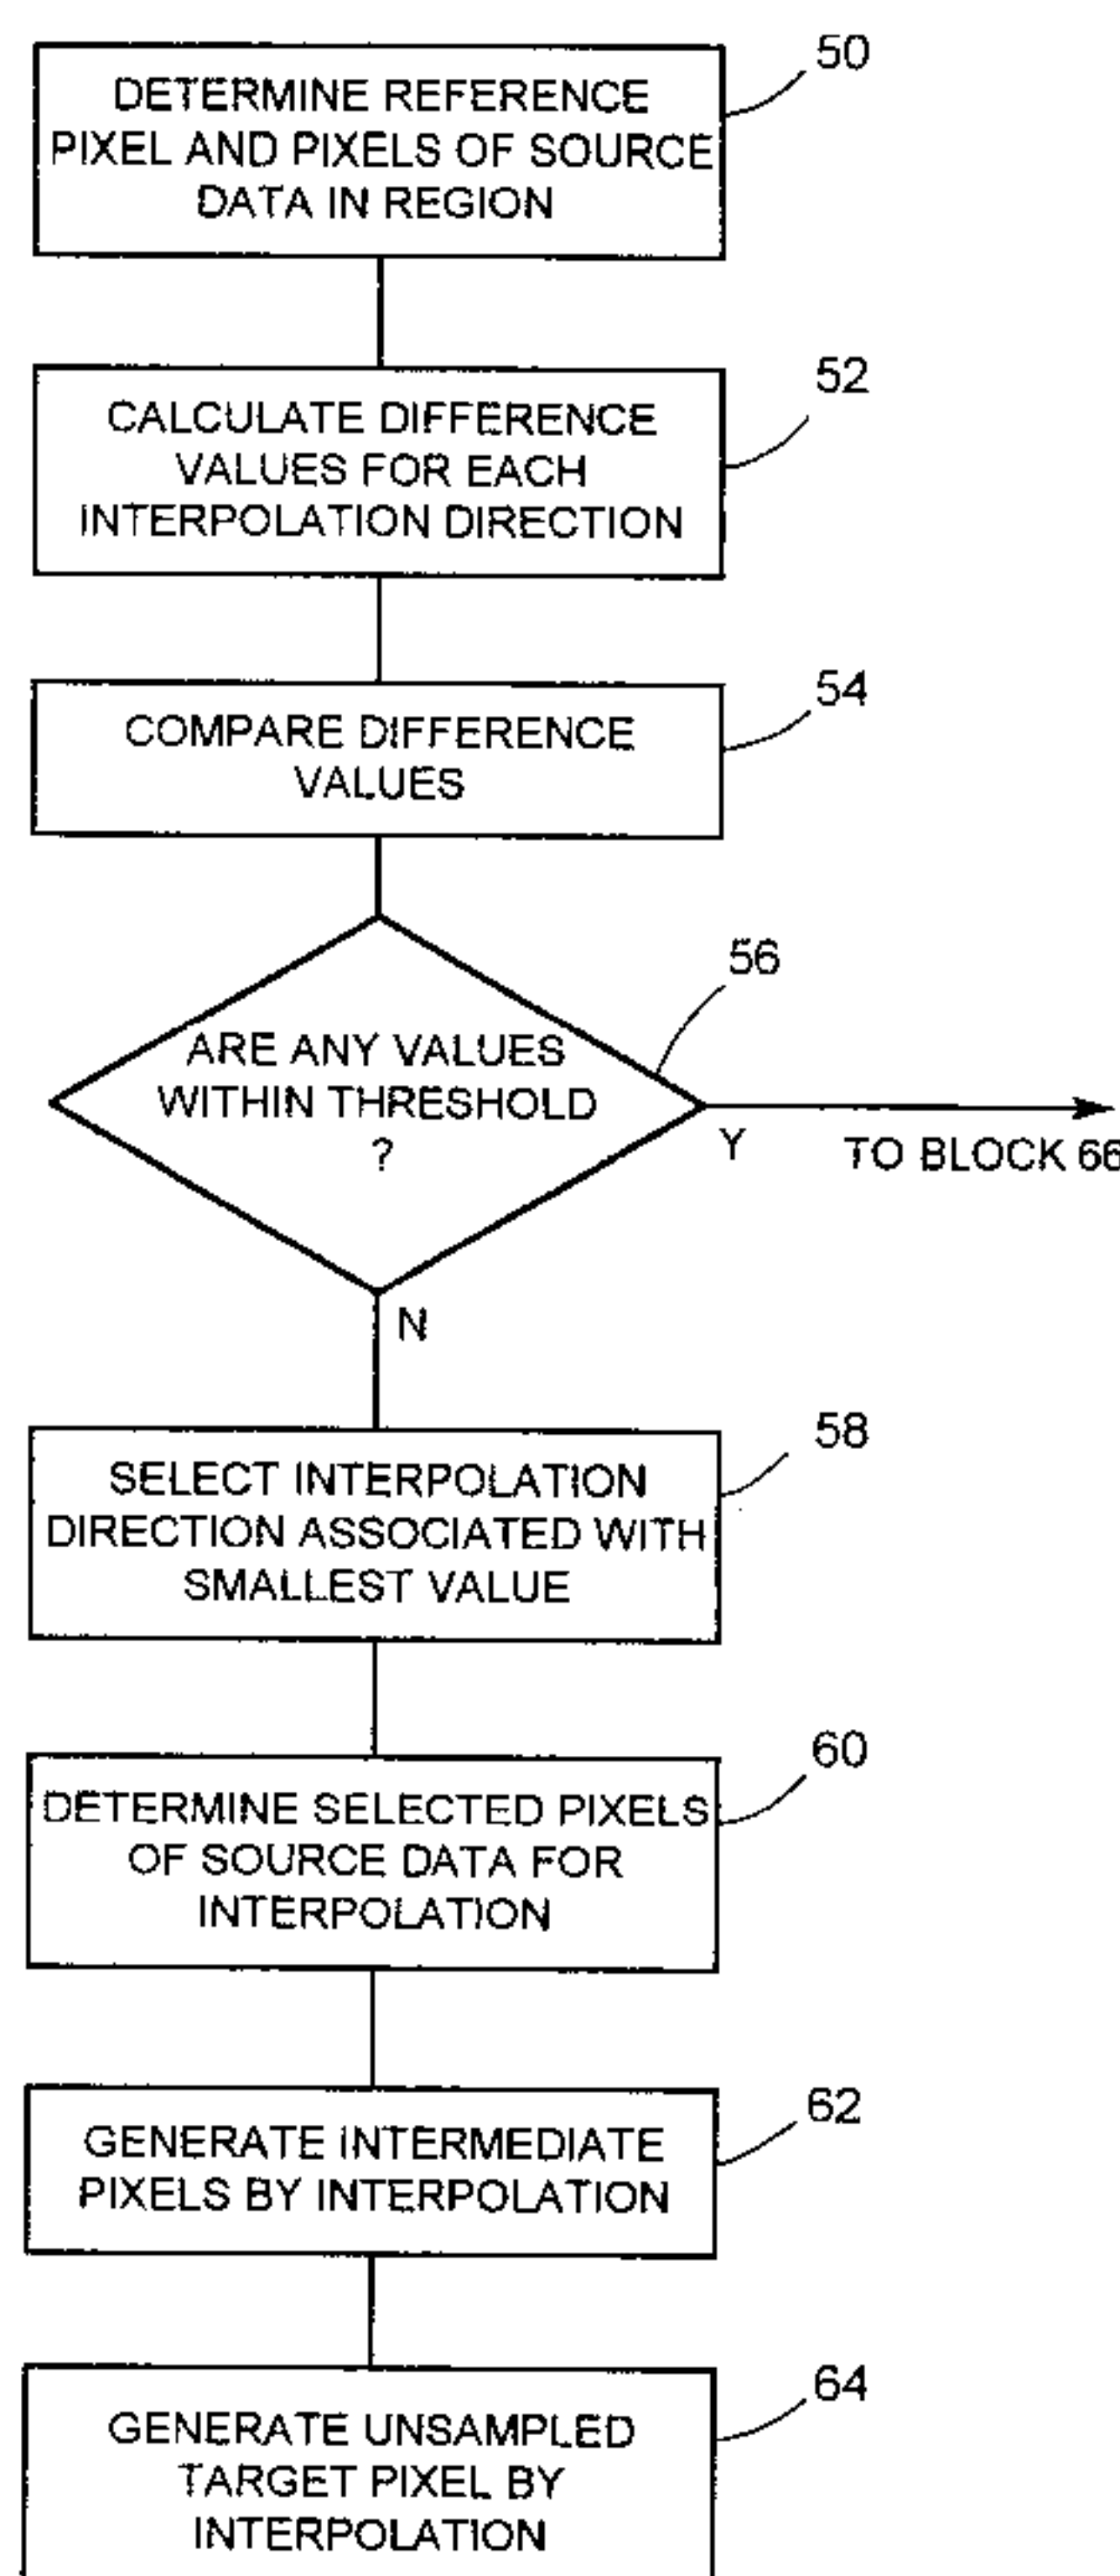 50
DETERMINE REFERENCE
PIXEL AND PIXELS OF SOURCE
DATA IN REGION
52
CALCULATE DIFFERENCE
VALUES FOR EACH
INTERPOLATION DIRECTION
54
COMPARE DIFFERENCE
VALUES
56
ARE ANY VALUES
WITHIN THRESHOLD
?
Y
TO BLOCK 66
N
58
SELECT INTERPOLATION
DIRECTION ASSOCIATED WITH
SMALLEST VALUE
60
DETERMINE SELECTED PIXELS
OF SOURCE DATA FOR
INTERPOLATION
62
GENERATE INTERMEDIATE
PIXELS BY INTERPOLATION
64
GENERATE UNSAMPLED
TARGET PIXEL BY
INTERPOLATION